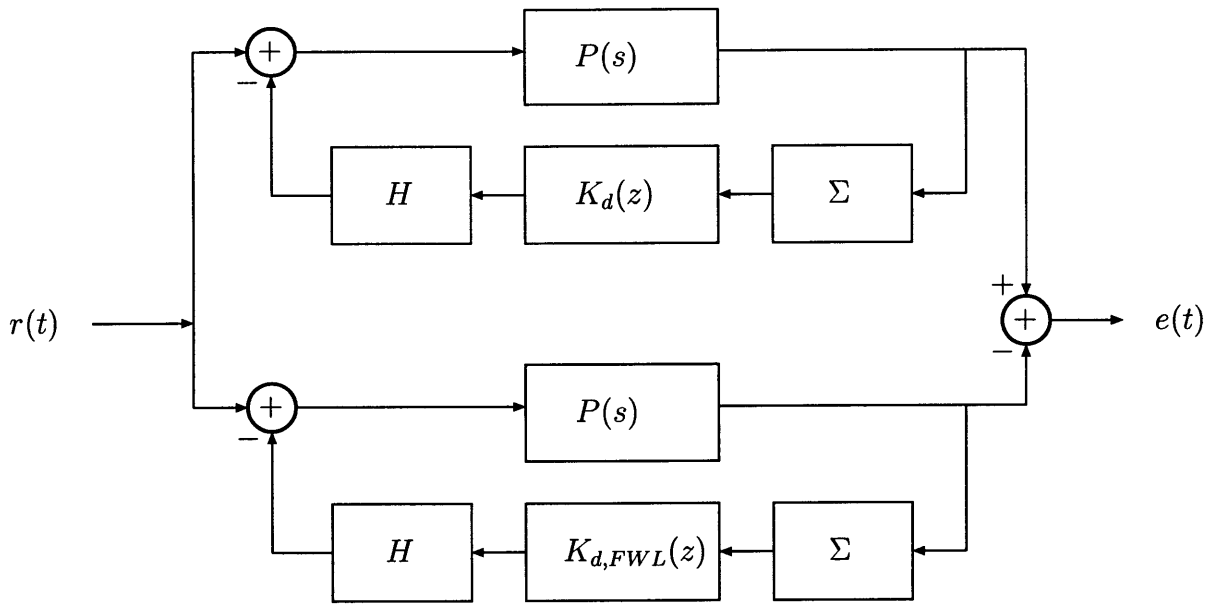 +
−
P(s)
H
K_d(z)
Σ
r(t)
+
+
−
e(t)
+
−
P(s)
H
K_{d,FWL}(z)
Σ